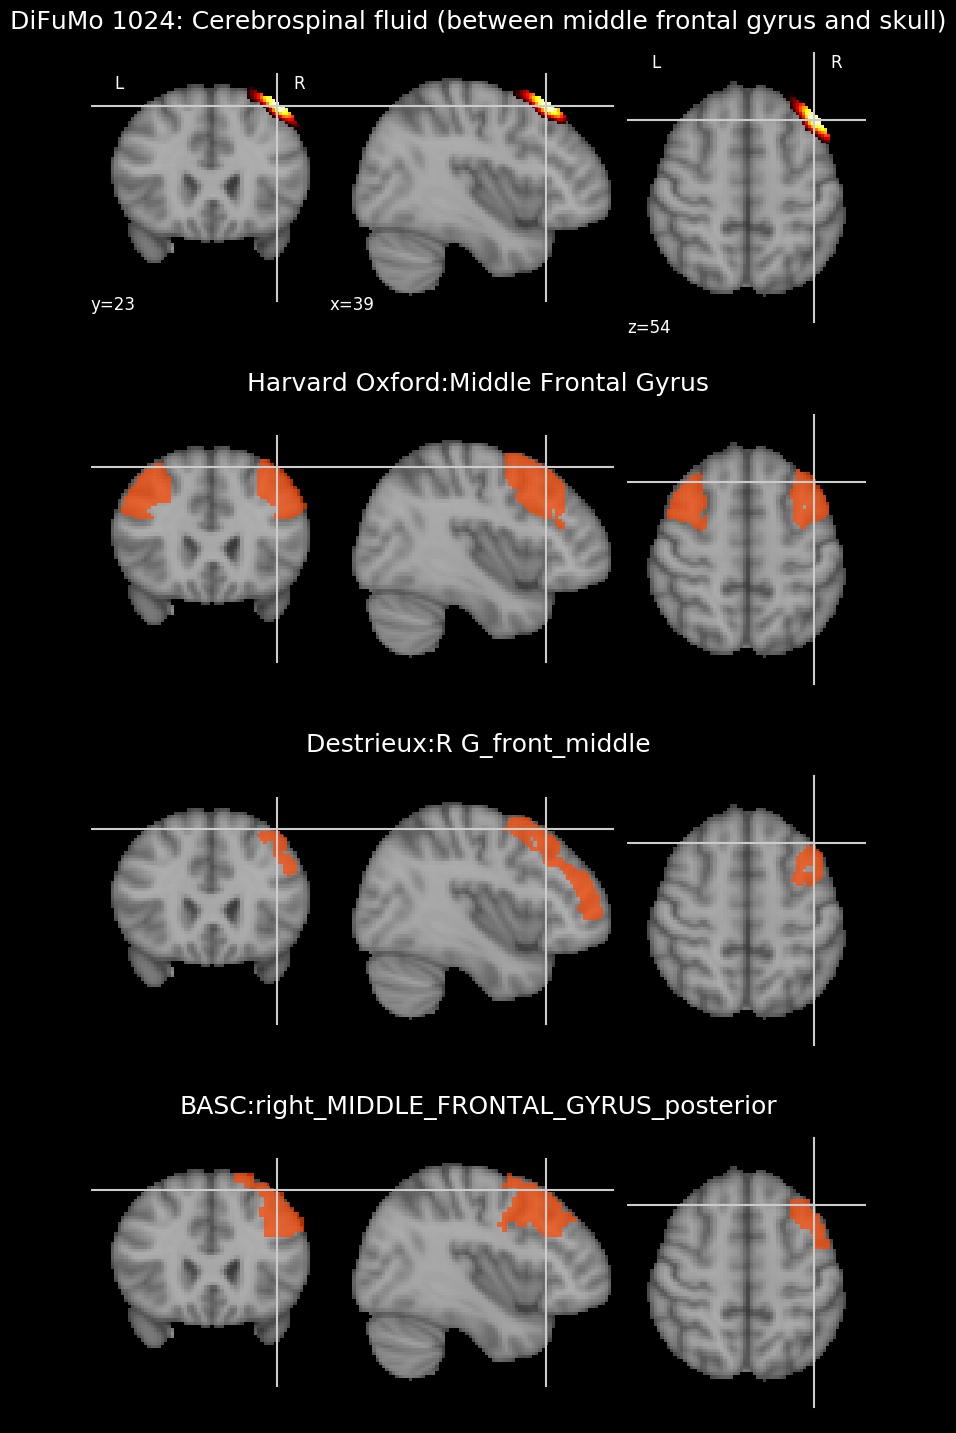 DiFuMo 1024: Cerebrospinal fluid (between middle frontal gyrus and skull)
L R L R
y=23 x=39 z=54
Harvard Oxford:Middle Frontal Gyrus
Destrieux:R G_front_middle
BASC:right_MIDDLE_FRONTAL_GYRUS_posterior